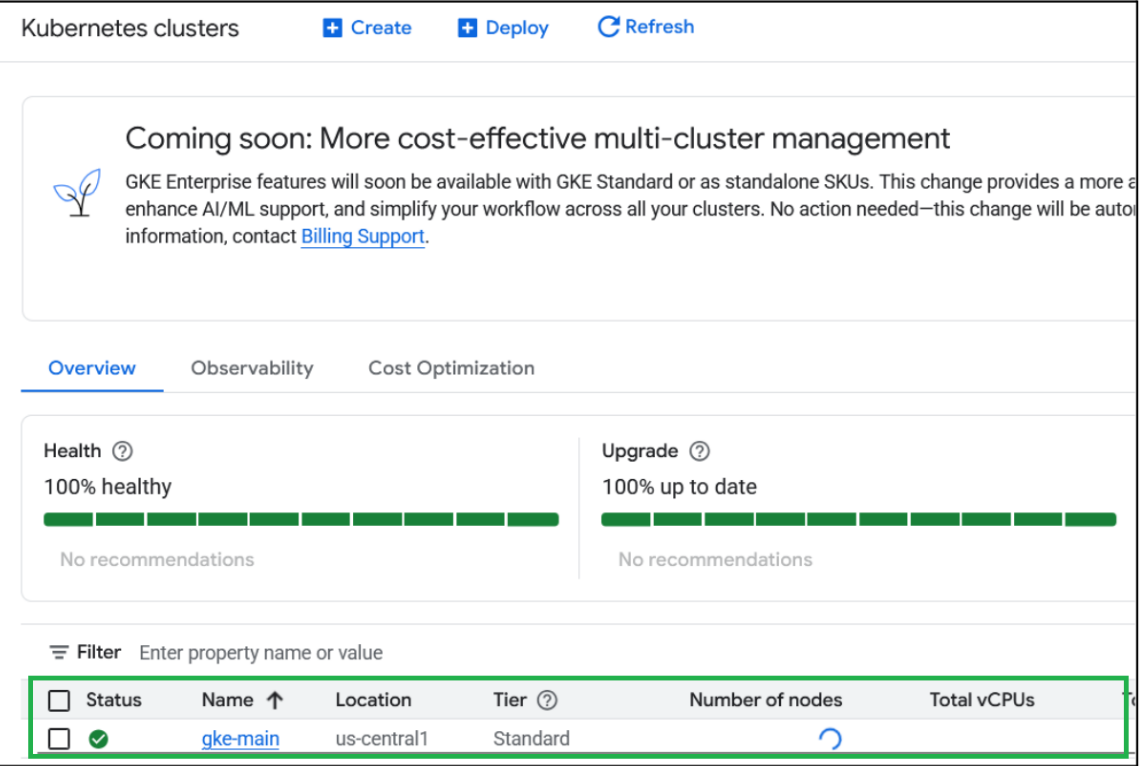 Kubernetes clusters Create Deploy Refresh
Coming soon: More cost-effective multi-cluster management
GKE Enterprise features will soon be available with GKE Standard or as standalone SKUs. This change provides a more
enhance AI/ML support, and simplify your workflow across all your clusters. No action needed—this change will be
information, contact Billing Support.
Overview Observability Cost Optimization
Health Upgrade
100% healthy 100% up to date
No recommendations No recommendations
Filter Enter property name or value
Status Name Location Tier Number of nodes Total vCPUs
gke-main us-central1 Standard